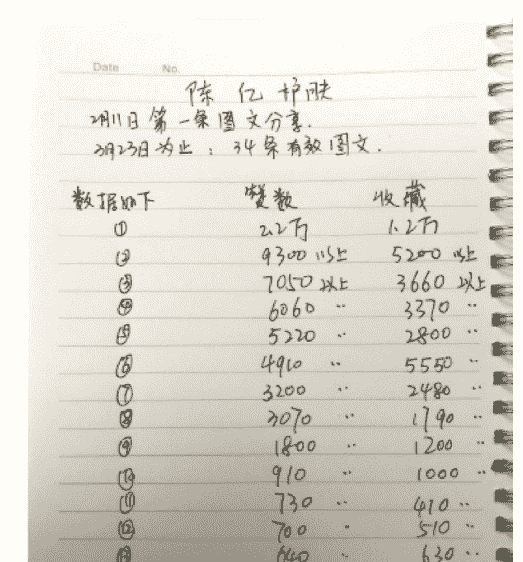 Date No.
陈亿护肤
2月11日第一条图文分享.
3月23日为止:34条有效图文.
数据如下 赞数 收藏
① 2.2万 1.2万
② 9300以上 5200以上
③ 7050以上 3660以上
④ 6060 〃 3370 〃
⑤ 5220 〃 2800 〃
⑥ 4910 〃 5550 〃
⑦ 3200 〃 2480 〃
⑧ 3070 〃 1790 〃
⑨ 1800 〃 1200 〃
⑩ 910 〃 1000 〃
⑪ 730 〃 410 〃
⑫ 700 〃 510 〃
⑬ 640 〃 630 〃